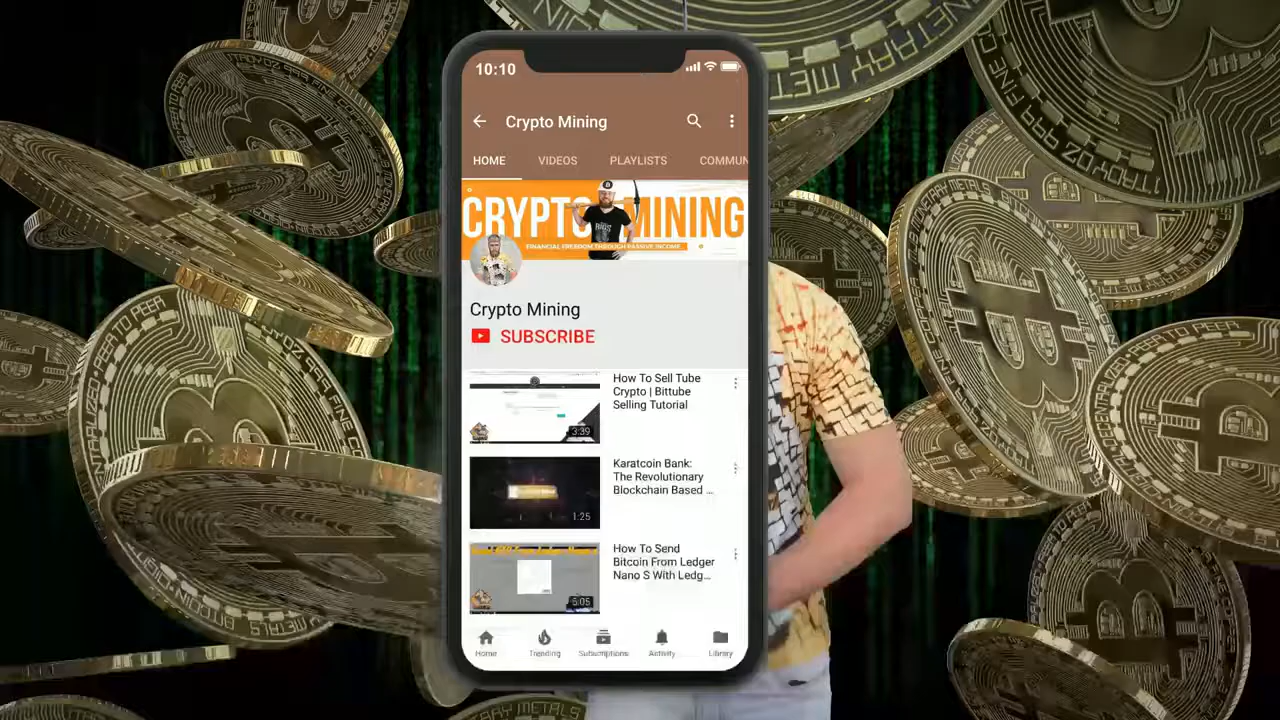 10:10
Crypto Mining
HOME VIDEOS PLAYLISTS COMMUN
CRYPTO MINING
FINANCIAL FREEDOM THROUGH PASSIVE INCOME
Crypto Mining
SUBSCRIBE
How To Sell Tube
Crypto | Bittube
Selling Tutorial
3:39
Karatcoin Bank:
The Revolutionary
Blockchain Based ...
1:25
How To Send
Bitcoin From Ledger
Nano S With Ledg...
6:05
Home Trending Subscriptions Activity Library